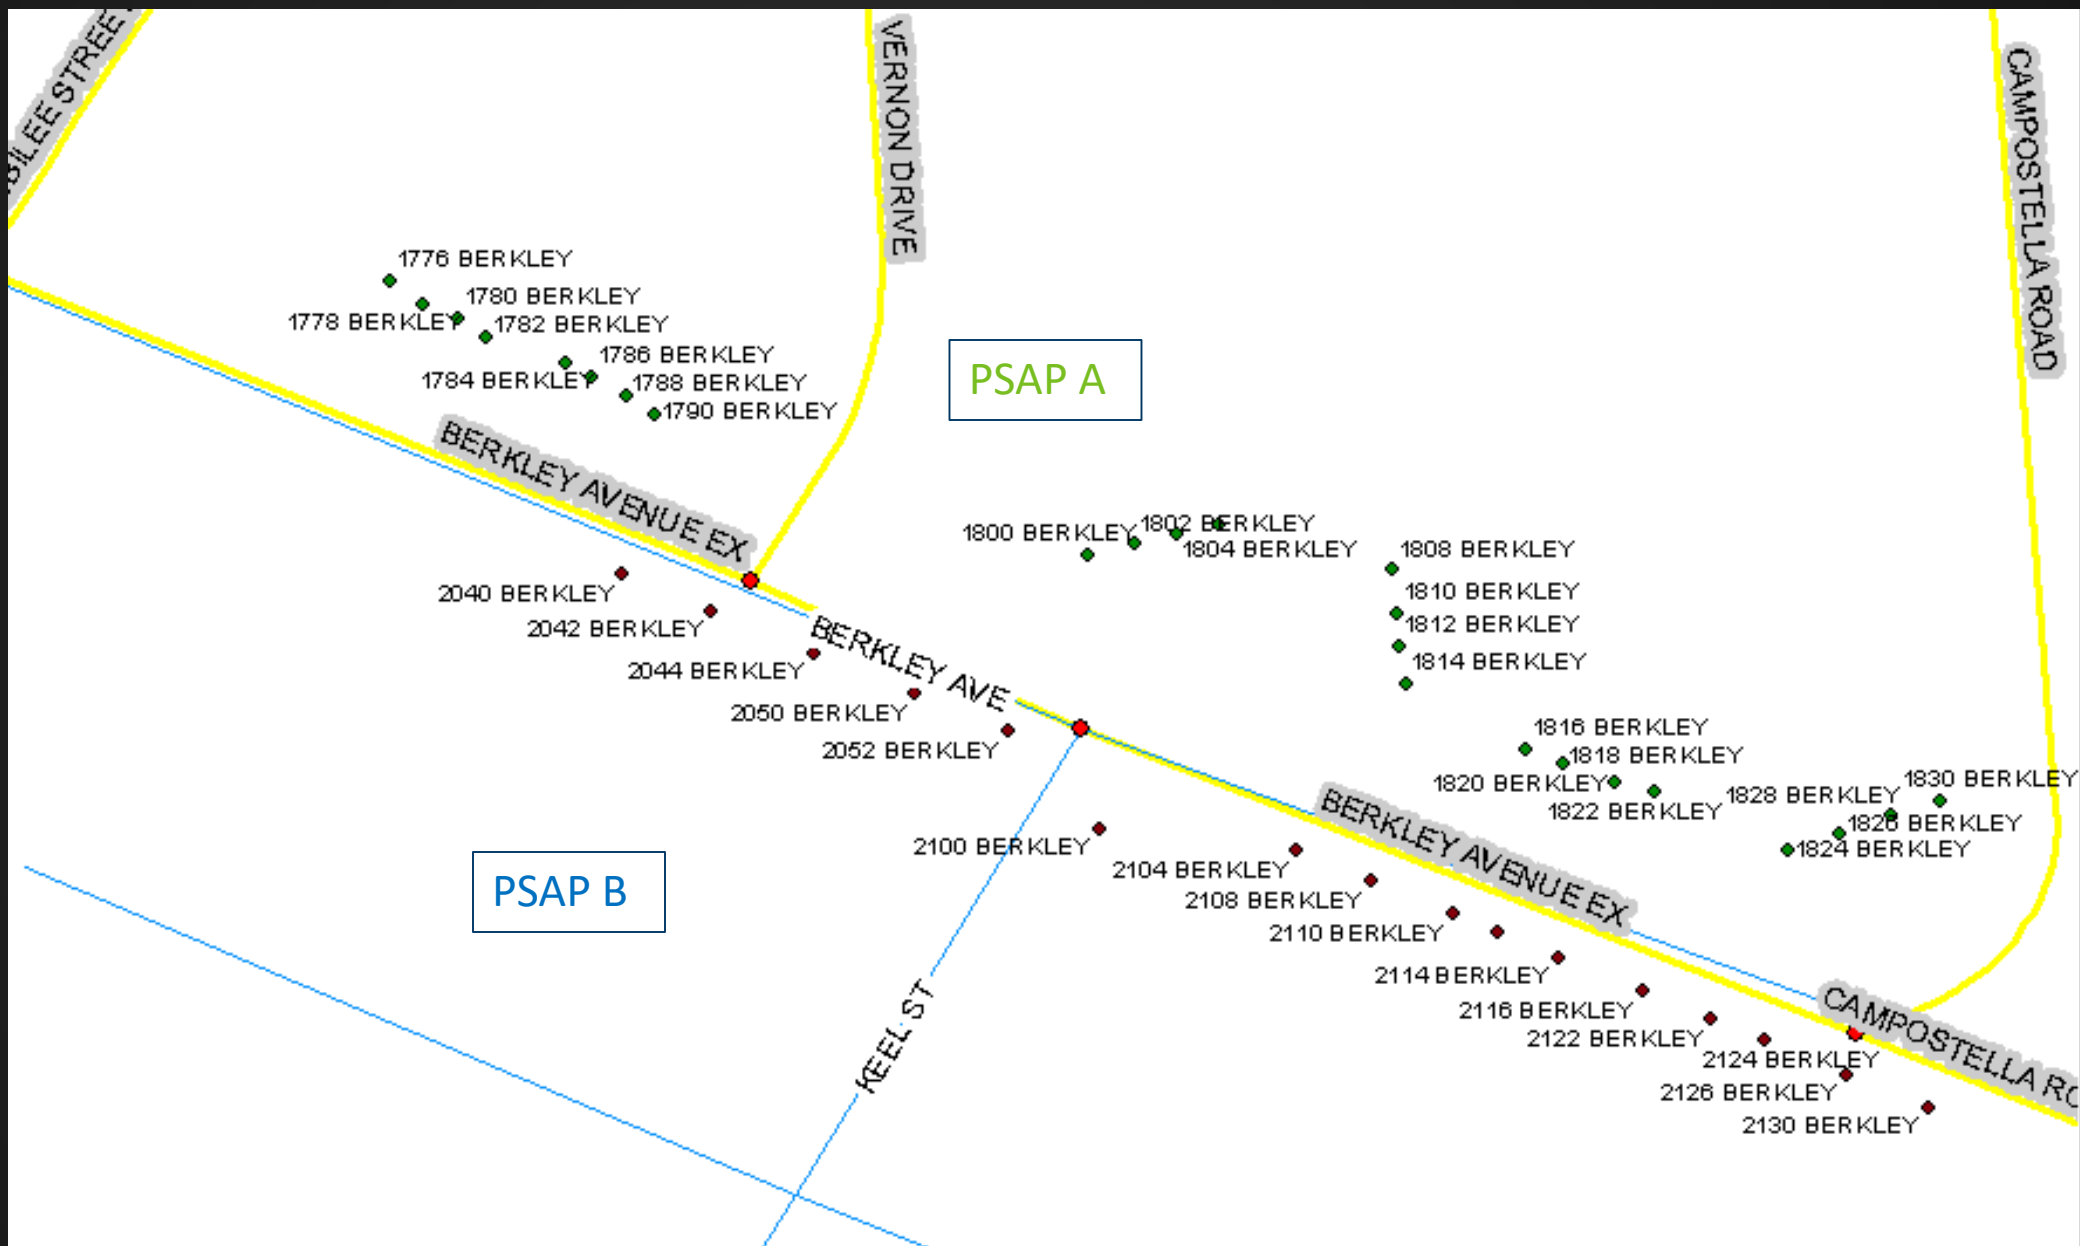 BILEE STREE
VERNON DRIVE
CAMPOSTELLA ROAD
1776 BERKLEY
1780 BERKLEY
1778 BERKLEY
1782 BERKLEY
1786 BERKLEY
1784 BERKLEY
1788 BERKLEY
1790 BERKLEY
PSAP A
BERKLEY AVENUE EX
1800 BERKLEY
1802 BERKLEY
1804 BERKLEY
1808 BERKLEY
1810 BERKLEY
1812 BERKLEY
1814 BERKLEY
2040 BERKLEY
2042 BERKLEY
2044 BERKLEY
BERKLEY AVE
2050 BERKLEY
2052 BERKLEY
1816 BERKLEY
1818 BERKLEY
1820 BERKLEY
1822 BERKLEY
1830 BERKLEY
1828 BERKLEY
1826 BERKLEY
1824 BERKLEY
2100 BERKLEY
BERKLEY AVENUE EX
2104 BERKLEY
PSAP B
2108 BERKLEY
2110 BERKLEY
2114 BERKLEY
2116 BERKLEY
2122 BERKLEY
CAMPOSTELLA RO
2124 BERKLEY
KEEL ST
2126 BERKLEY
2130 BERKLEY